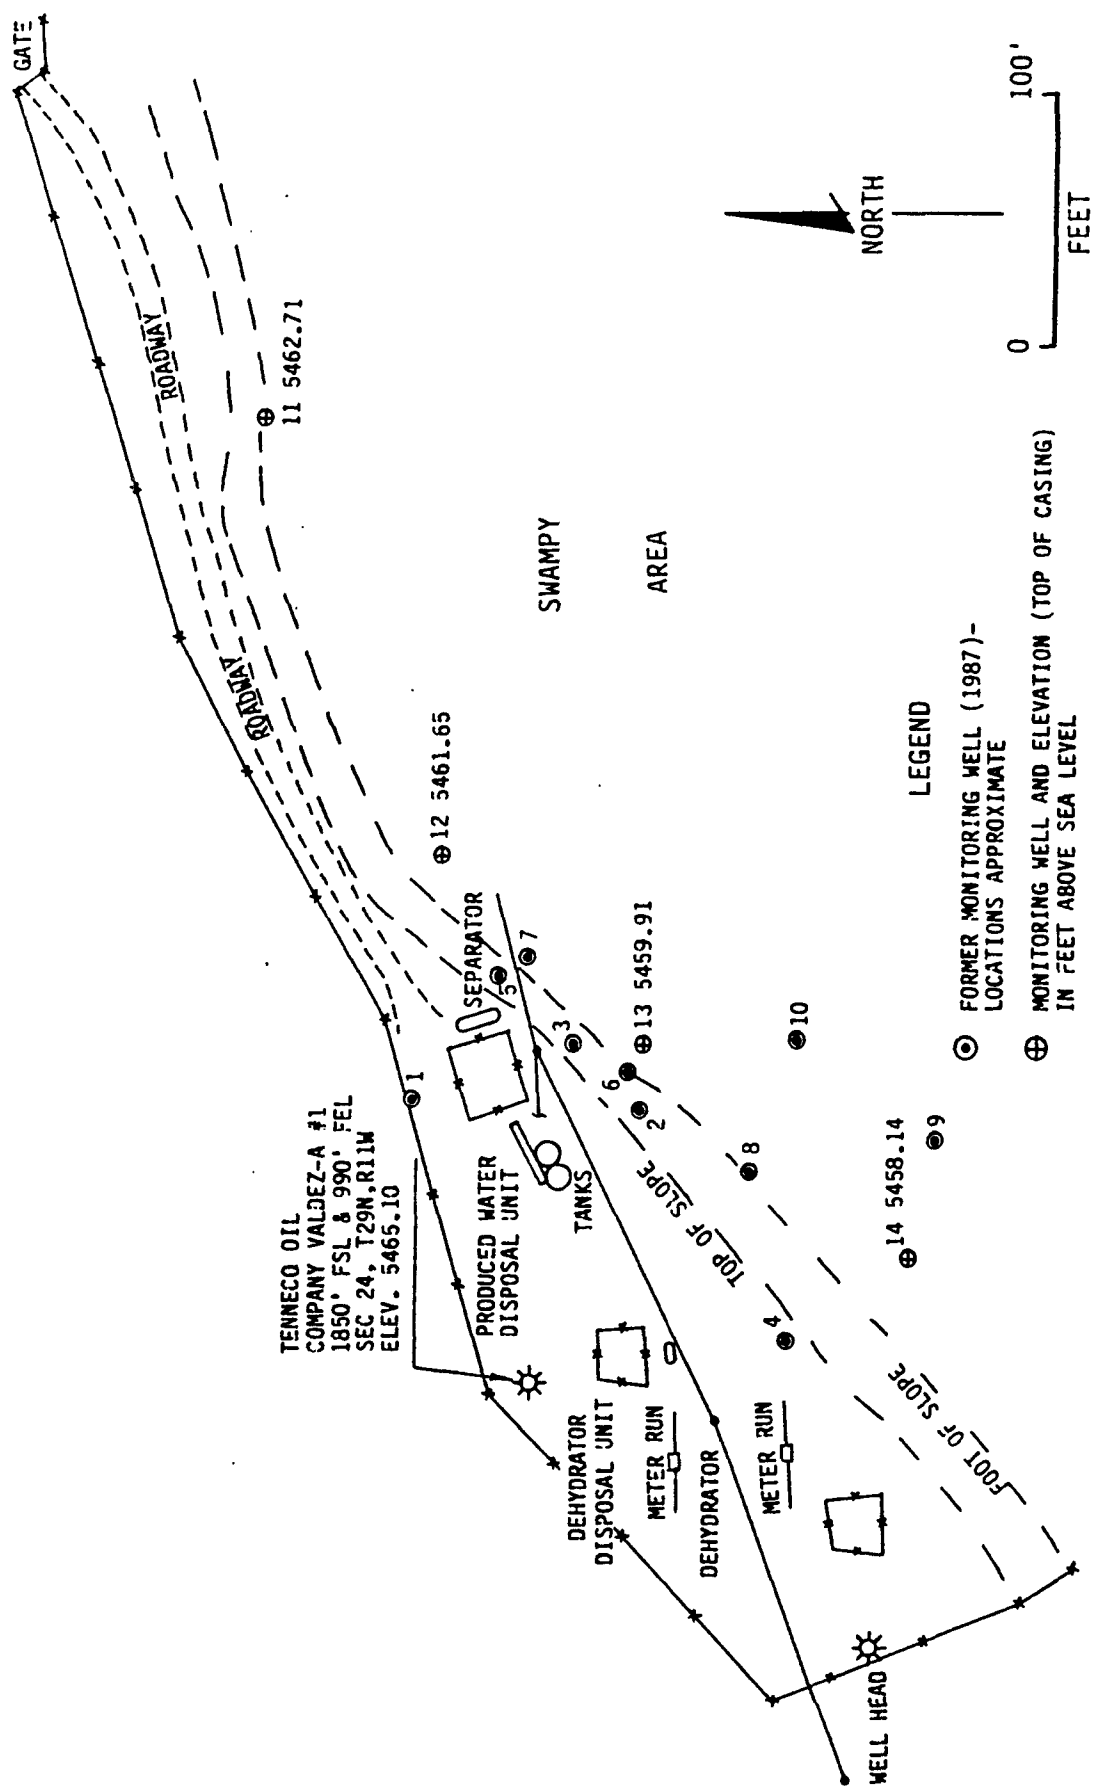 GATE
ROADWAY
ROADWAY
11 5462.71
12 5461.65
SWAMPY
AREA
TENNECO OIL
COMPANY VALDEZ-A #1
1850' FSL & 990' FEL
SEC 24, T29N,R11W
ELEV. 5465.10
1
PRODUCED WATER
DISPOSAL UNIT
SEPARATOR
5
7
3
6
13 5459.91
2
TANKS
8
10
TOP OF SLOPE
14 5458.14
9
4
FOOT OF SLOPE
DEHYDRATOR
DISPOSAL UNIT
METER RUN
DEHYDRATOR
METER RUN
WELL HEAD
LEGEND
FORMER MONITORING WELL (1987)-
LOCATIONS APPROXIMATE
MONITORING WELL AND ELEVATION (TOP OF CASING)
IN FEET ABOVE SEA LEVEL
NORTH
0 100'
FEET